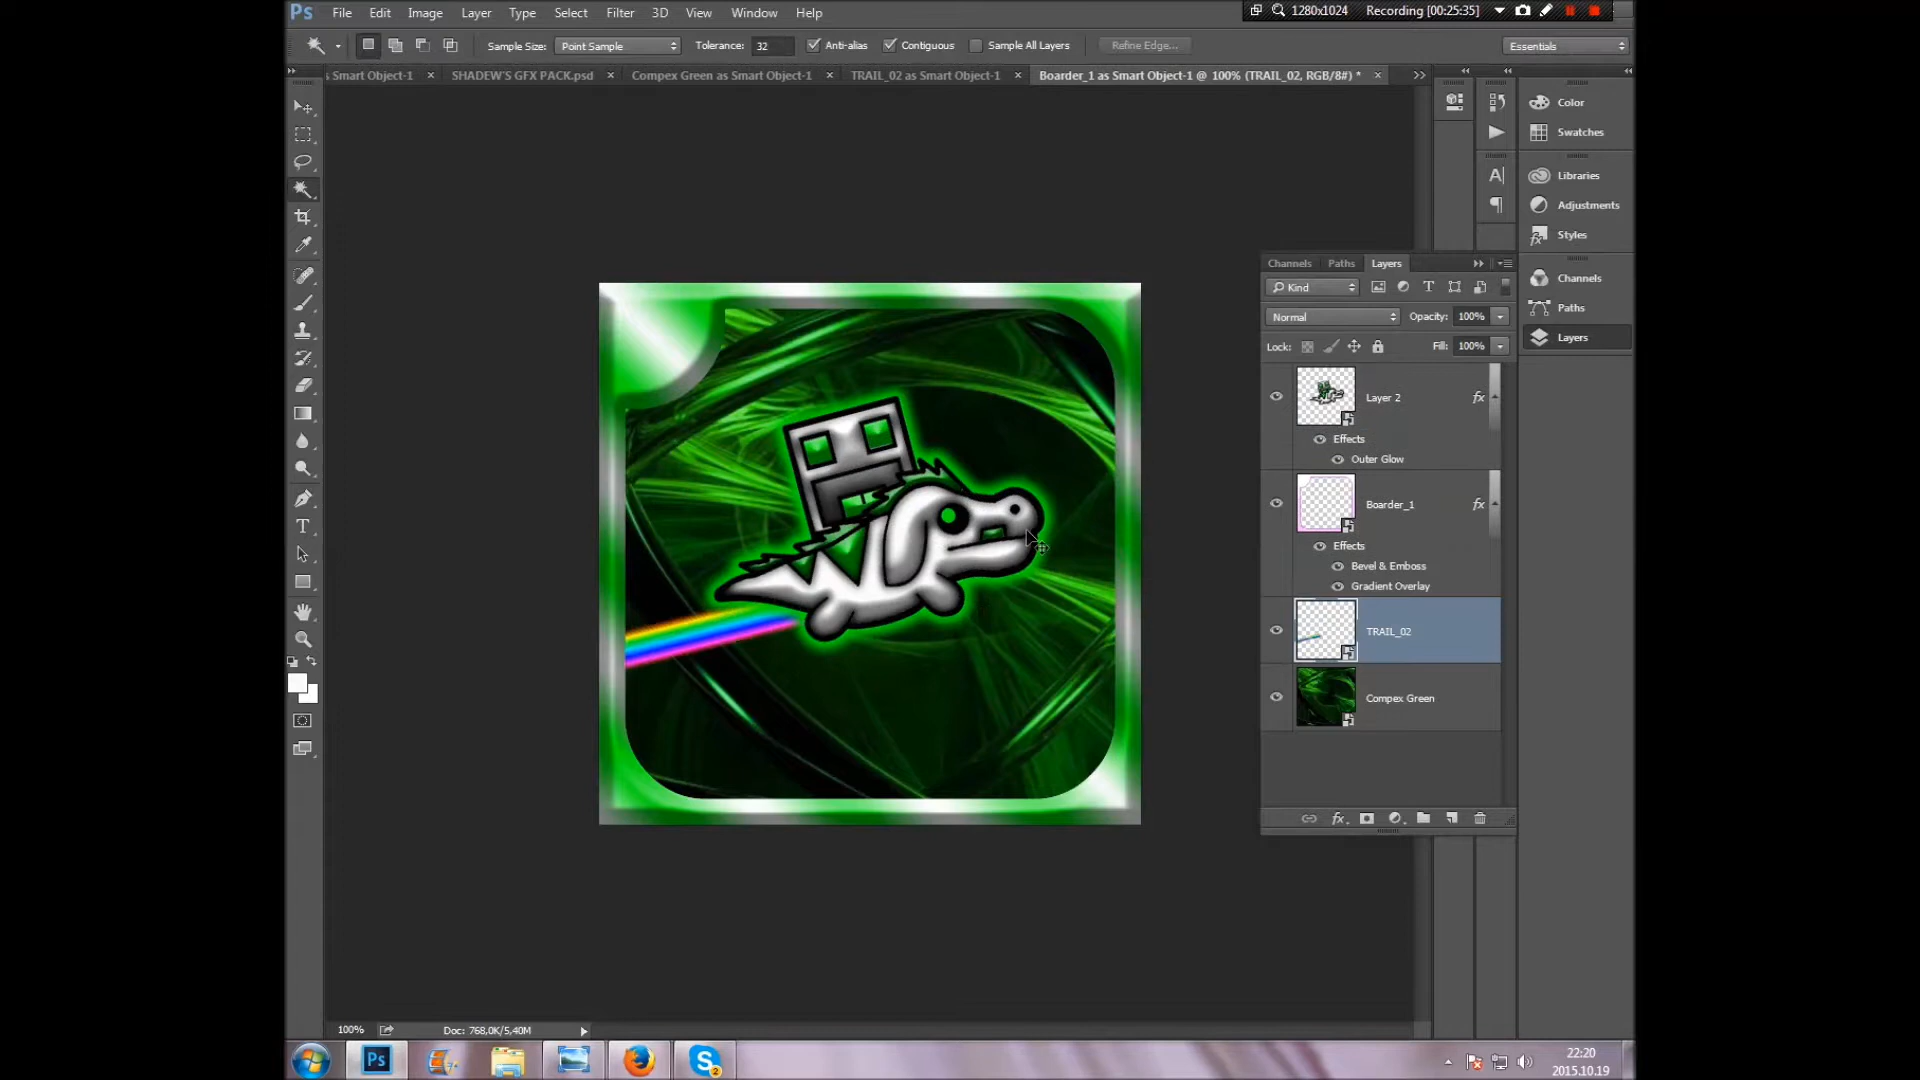 Ps File Edit Image Layer Type Select Filter 3D View Window Help
1280x1024 Recording [00:25:35]
Sample Size: Point Sample Tolerance: 32 Anti-alias Contiguous Sample All Layers Refine Edge... Essentials
s Smart Object-1 SHADEW'S GFX PACK.psd Compex Green as Smart Object-1 TRAIL_02 as Smart Object-1 Boarder_1 as Smart Object-1 @ 100% (TRAIL_02, RGB/8#) *
Color
Swatches
Libraries
Adjustments
Styles
Channels
Paths
Layers
Channels Paths Layers
Kind
Normal Opacity: 100%
Lock: Fill: 100%
Layer 2 fx
Effects
Outer Glow
Boarder_1 fx
Effects
Bevel & Emboss
Gradient Overlay
TRAIL_02
Compex Green
100% Doc: 768,0K/5,40M
22:20
2015.10.19